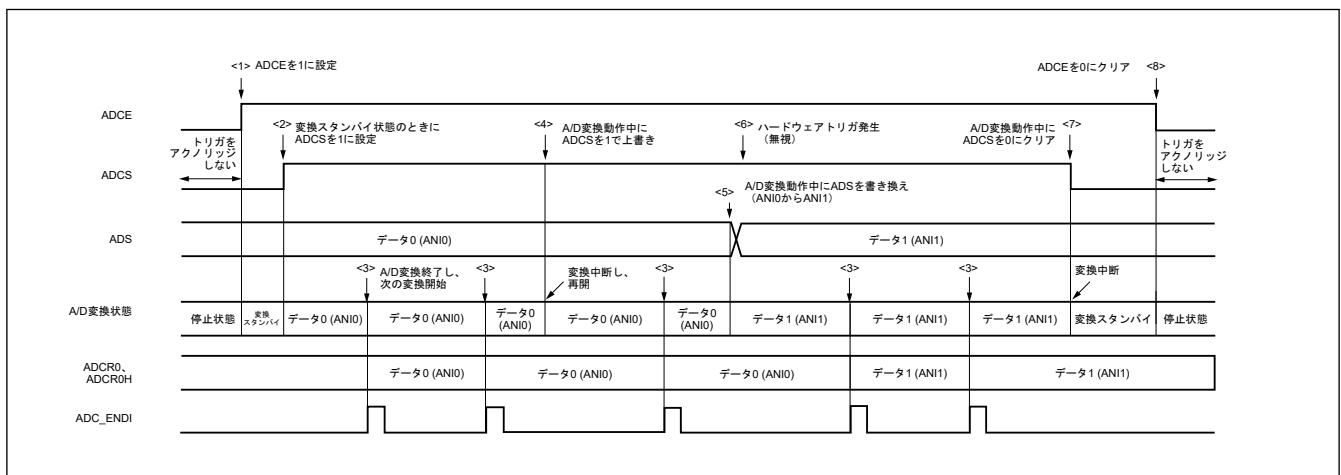 <1> ADCEを1に設定
ADCEを0にクリア <8>
ADCE
トリガを
アクノリッジ
しない
<2> 変換スタンバイ状態のときに
ADCSを1に設定
<4> A/D変換動作中に
ADCSを1で上書き
<6> ハードウェアトリガ発生
(無視)
A/D変換動作中に <7>
ADCSを0にクリア
トリガを
アクノリッジ
しない
ADCS
<5> A/D変換動作中にADSを書き換え
(ANI0からANI1)
ADS
データ0 (ANI0)
データ1 (ANI1)
<3> A/D変換終了し、
次の変換開始
<3>
変換中断し、
再開
<3>
<3>
<3>
変換中断
A/D変換状態
停止状態
変換
スタンバイ
データ0 (ANI0)
データ0 (ANI0)
データ0
(ANI0)
データ0 (ANI0)
データ0
(ANI0)
データ1 (ANI1)
データ1 (ANI1)
データ1 (ANI1)
変換スタンバイ
停止状態
ADCR0、
ADCR0H
データ0 (ANI0)
データ0 (ANI0)
データ0 (ANI0)
データ1 (ANI1)
データ1 (ANI1)
ADC_ENDI